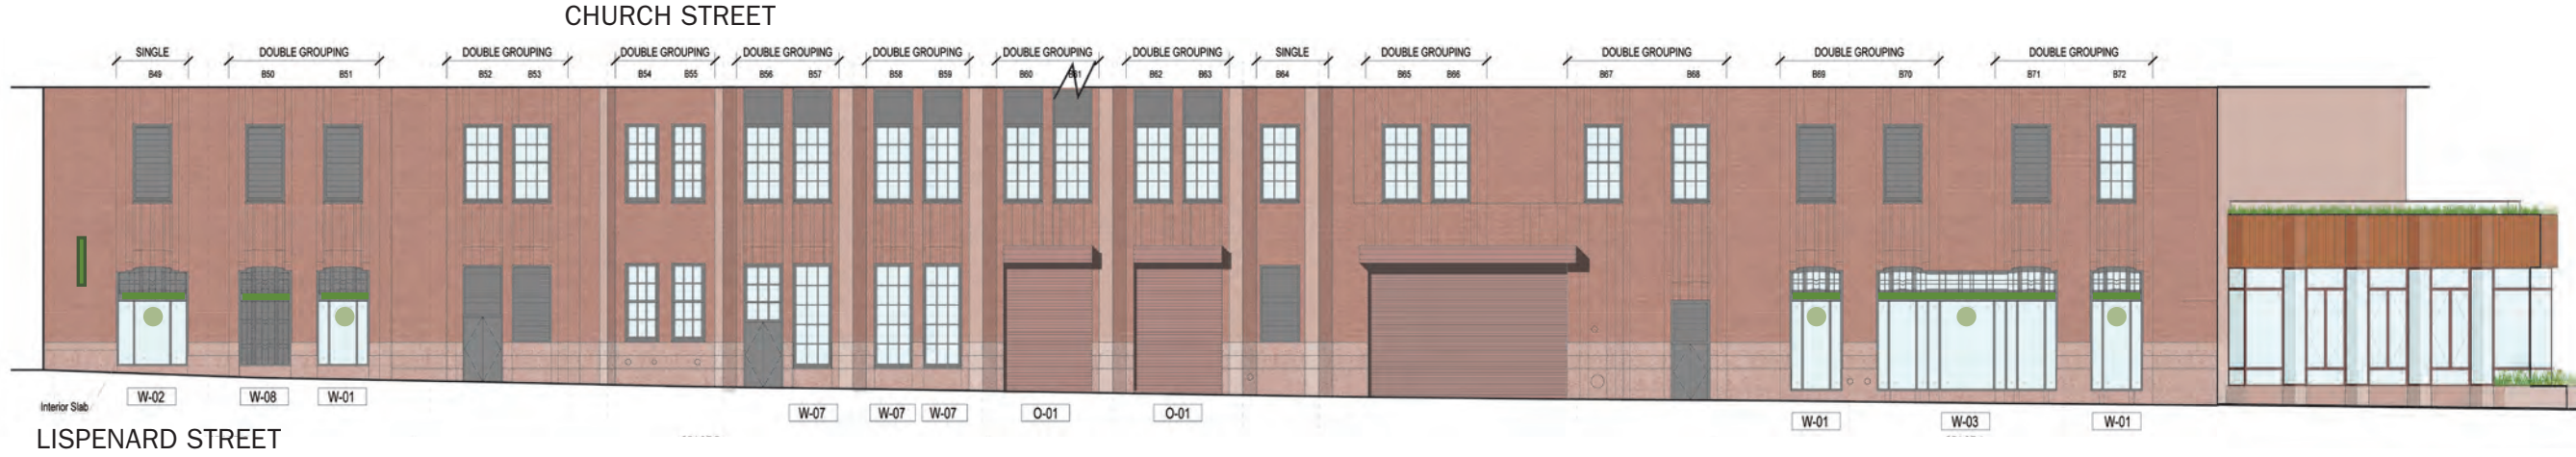 CHURCH STREET
SINGLE DOUBLE GROUPING DOUBLE GROUPING DOUBLE GROUPING DOUBLE GROUPING DOUBLE GROUPING DOUBLE GROUPING DOUBLE GROUPING SINGLE DOUBLE GROUPING DOUBLE GROUPING DOUBLE GROUPING DOUBLE GROUPING
B49 B50 B51 B52 B53 B54 B55 B56 B57 B58 B59 B60 B61 B62 B63 B64 B65 B66 B67 B68 B69 B70 B71 B72
W-02 W-08 W-01
Interior Slab
W-07 W-07 W-07 O-01 O-01 W-01 W-03 W-01
LISPENARD STREET